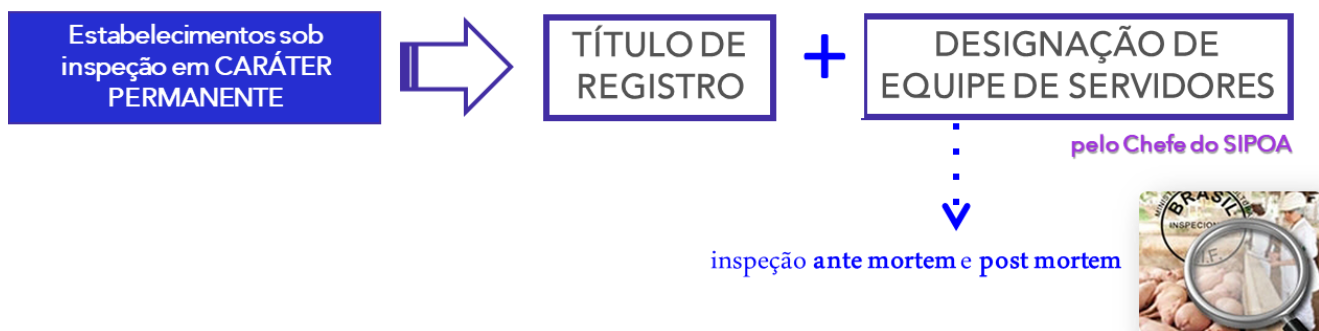 Estabelecimentos sob
inspeção em CARÁTER
PERMANENTE
TÍTULO DE
REGISTRO
+
DESIGNAÇÃO DE
EQUIPE DE SERVIDORES
pelo Chefe do SIPOA
inspeção ante mortem e post mortem
BRASIL
INSPECION
I.F.